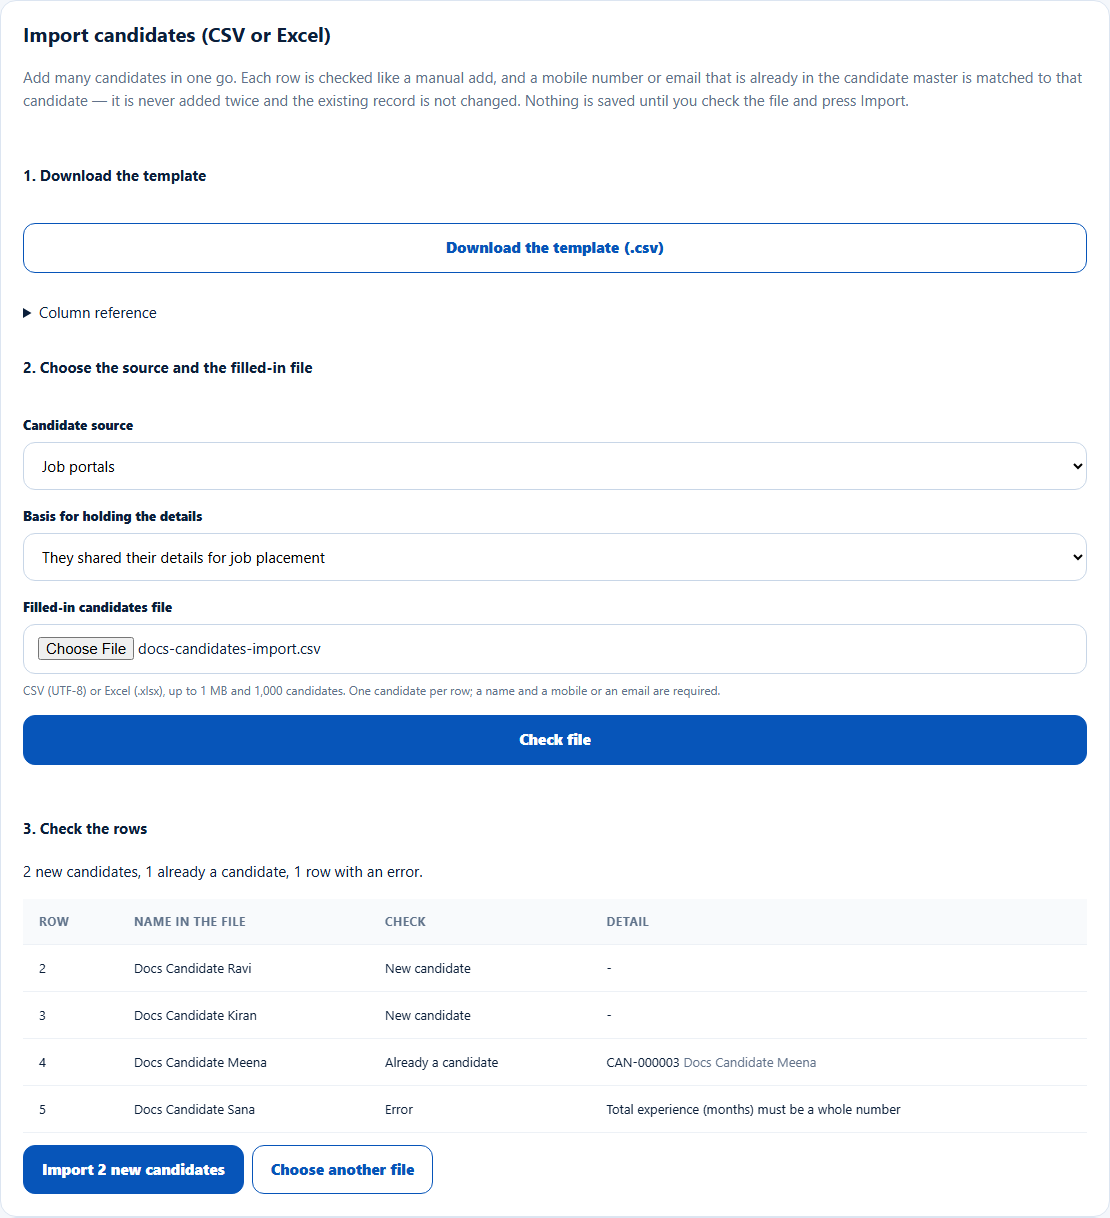 Import candidates (CSV or Excel)
Add many candidates in one go. Each row is checked like a manual add, and a mobile number or email that is already in the candidate master is matched to that
candidate — it is never added twice and the existing record is not changed. Nothing is saved until you check the file and press Import.
1. Download the template
Download the template (.csv)
Column reference
2. Choose the source and the filled-in file
Candidate source
Job portals
Basis for holding the details
They shared their details for job placement
Filled-in candidates file
Choose File docs-candidates-import.csv
CSV (UTF-8) or Excel (.xlsx), up to 1 MB and 1,000 candidates. One candidate per row; a name and a mobile or an email are required.
Check file
3. Check the rows
2 new candidates, 1 already a candidate, 1 row with an error.
ROW NAME IN THE FILE CHECK DETAIL
2 Docs Candidate Ravi New candidate -
3 Docs Candidate Kiran New candidate -
4 Docs Candidate Meena Already a candidate CAN-000003 Docs Candidate Meena
5 Docs Candidate Sana Error Total experience (months) must be a whole number
Import 2 new candidates Choose another file